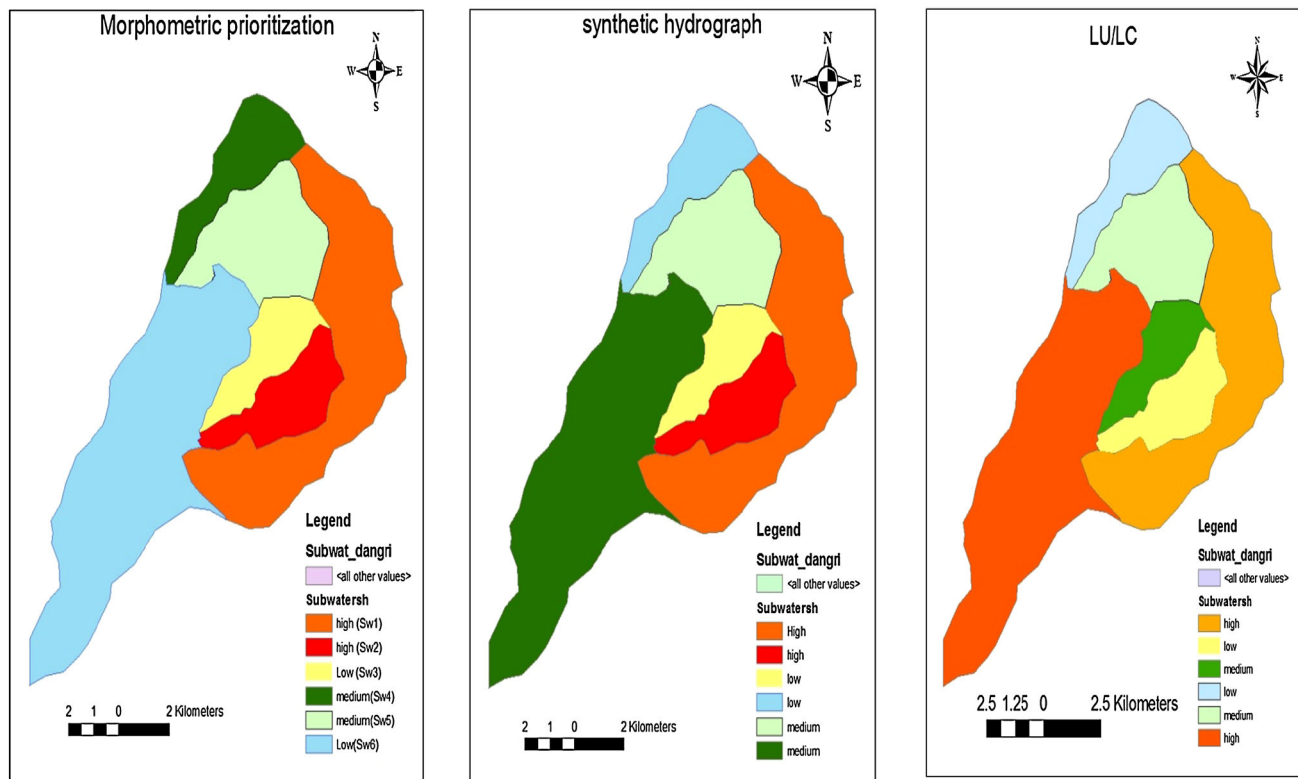 Morphometric prioritization
N
W
E
S
Legend
Subwat_dangri
<all other values>
Subwatersh
high (Sw1)
high (Sw2)
Low (Sw3)
medium(Sw4)
medium(Sw5)
Low(Sw6)
2 1 0 2 Kilometers
synthetic hydrograph
N
W
E
S
Legend
Subwat_dangri
<all other values>
Subwatersh
High
high
low
low
medium
medium
2 1 0 2 Kilometers
LU/LC
N
W
E
S
Legend
Subwat_dangri
<all other values>
Subwatersh
high
low
medium
low
medium
high
2.5 1.25 0 2.5 Kilometers